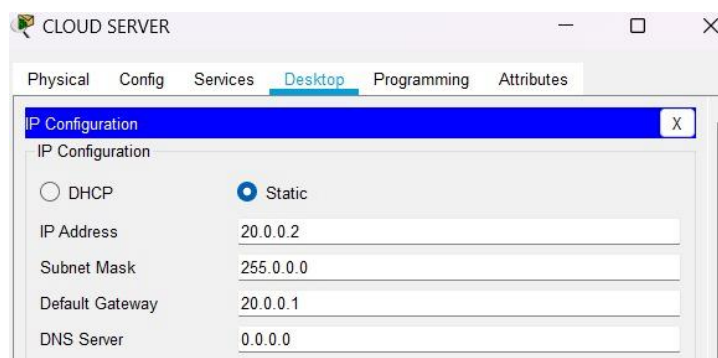 CLOUD SERVER
Physical Config Services Desktop Programming Attributes
IP Configuration X
IP Configuration
DHCP Static
IP Address 20.0.0.2
Subnet Mask 255.0.0.0
Default Gateway 20.0.0.1
DNS Server 0.0.0.0